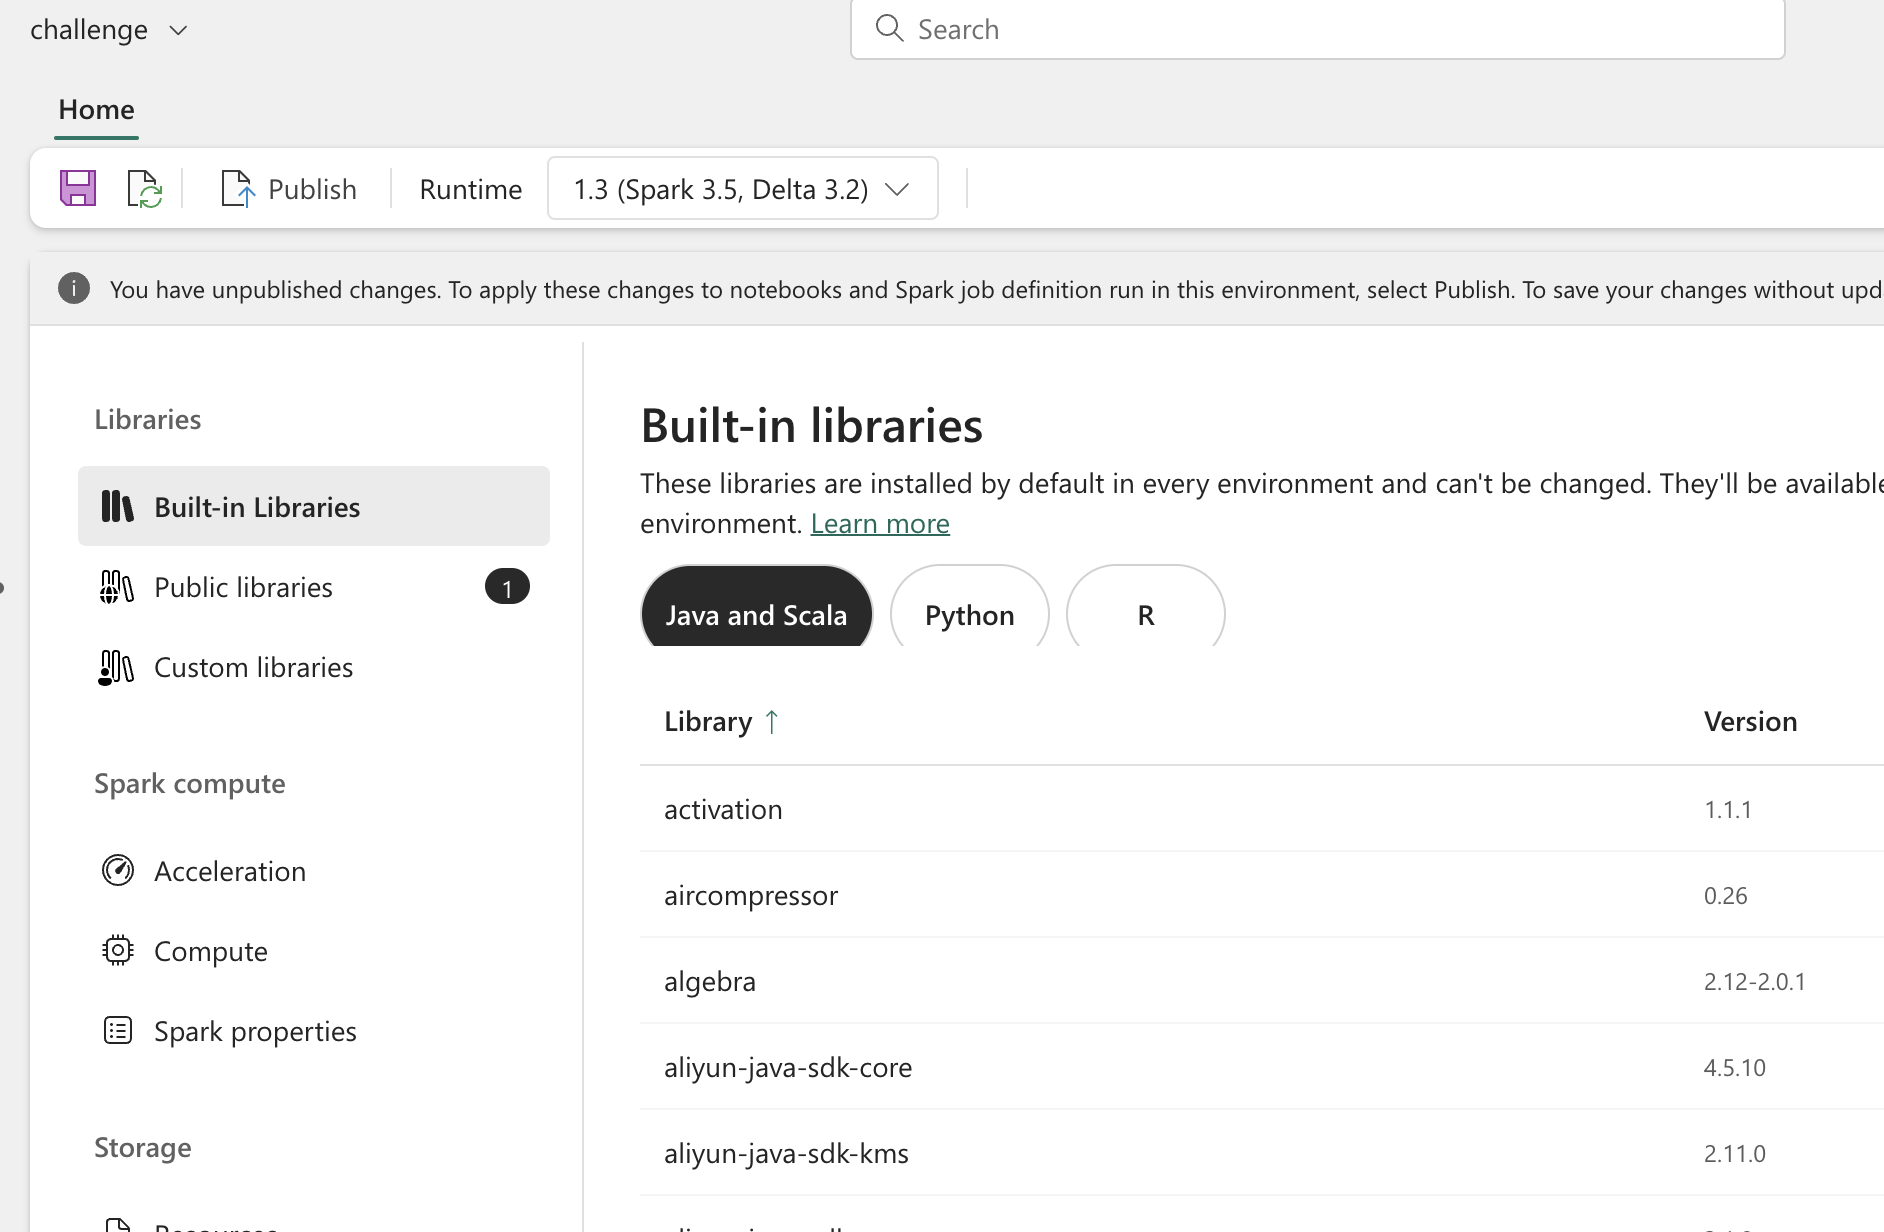 challenge
Search
Home
Publish
Runtime
1.3 (Spark 3.5, Delta 3.2)
You have unpublished changes. To apply these changes to notebooks and Spark job definition run in this environment, select Publish. To save your changes without upd
Libraries
Built-in Libraries
Public libraries
1
Custom libraries
Spark compute
Acceleration
Compute
Spark properties
Storage
Resources
Built-in libraries
These libraries are installed by default in every environment and can't be changed. They'll be available
environment. Learn more
Java and Scala
Python
R
Library ↑
Version
activation
1.1.1
aircompressor
0.26
algebra
2.12-2.0.1
aliyun-java-sdk-core
4.5.10
aliyun-java-sdk-kms
2.11.0